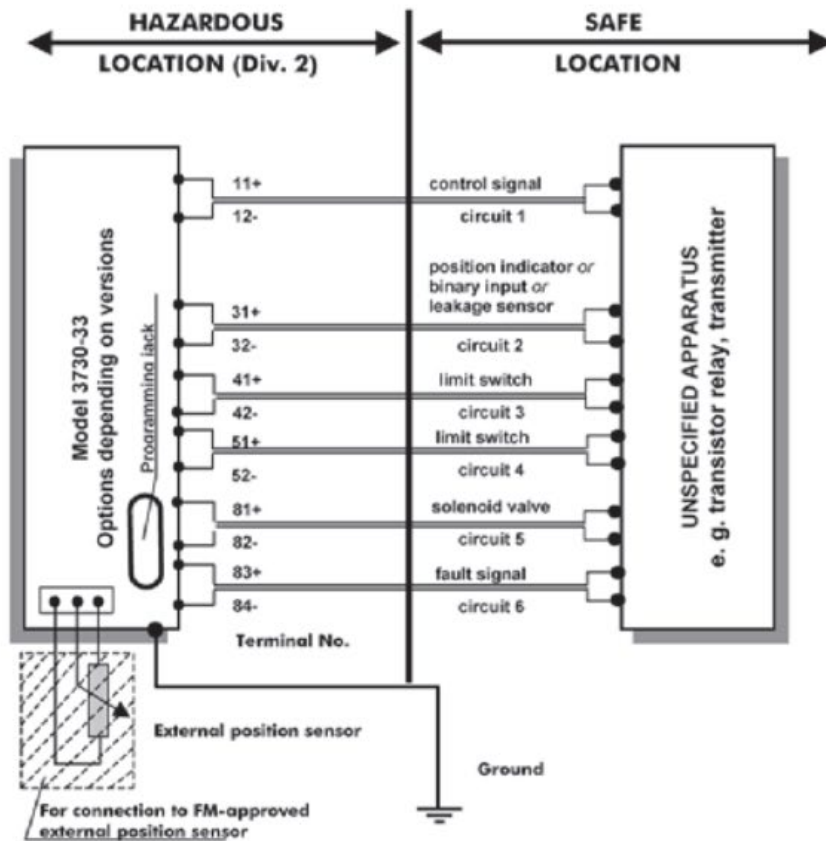 HAZARDOUS
LOCATION (Div. 2)
SAFE
LOCATION
Model 3730-33
Options depending on versions
Programming jack
11+
12-
31+
32-
41+
42-
51+
52-
81+
82-
83+
84-
Terminal No.
control signal
circuit 1
position indicator or
binary input or
leakage sensor
circuit 2
limit switch
circuit 3
limit switch
circuit 4
solenoid valve
circuit 5
fault signal
circuit 6
UNSPECIFIED APPARATUS
e. g. transistor relay, transmitter
External position sensor
Ground
For connection to FM-approved
external position sensor